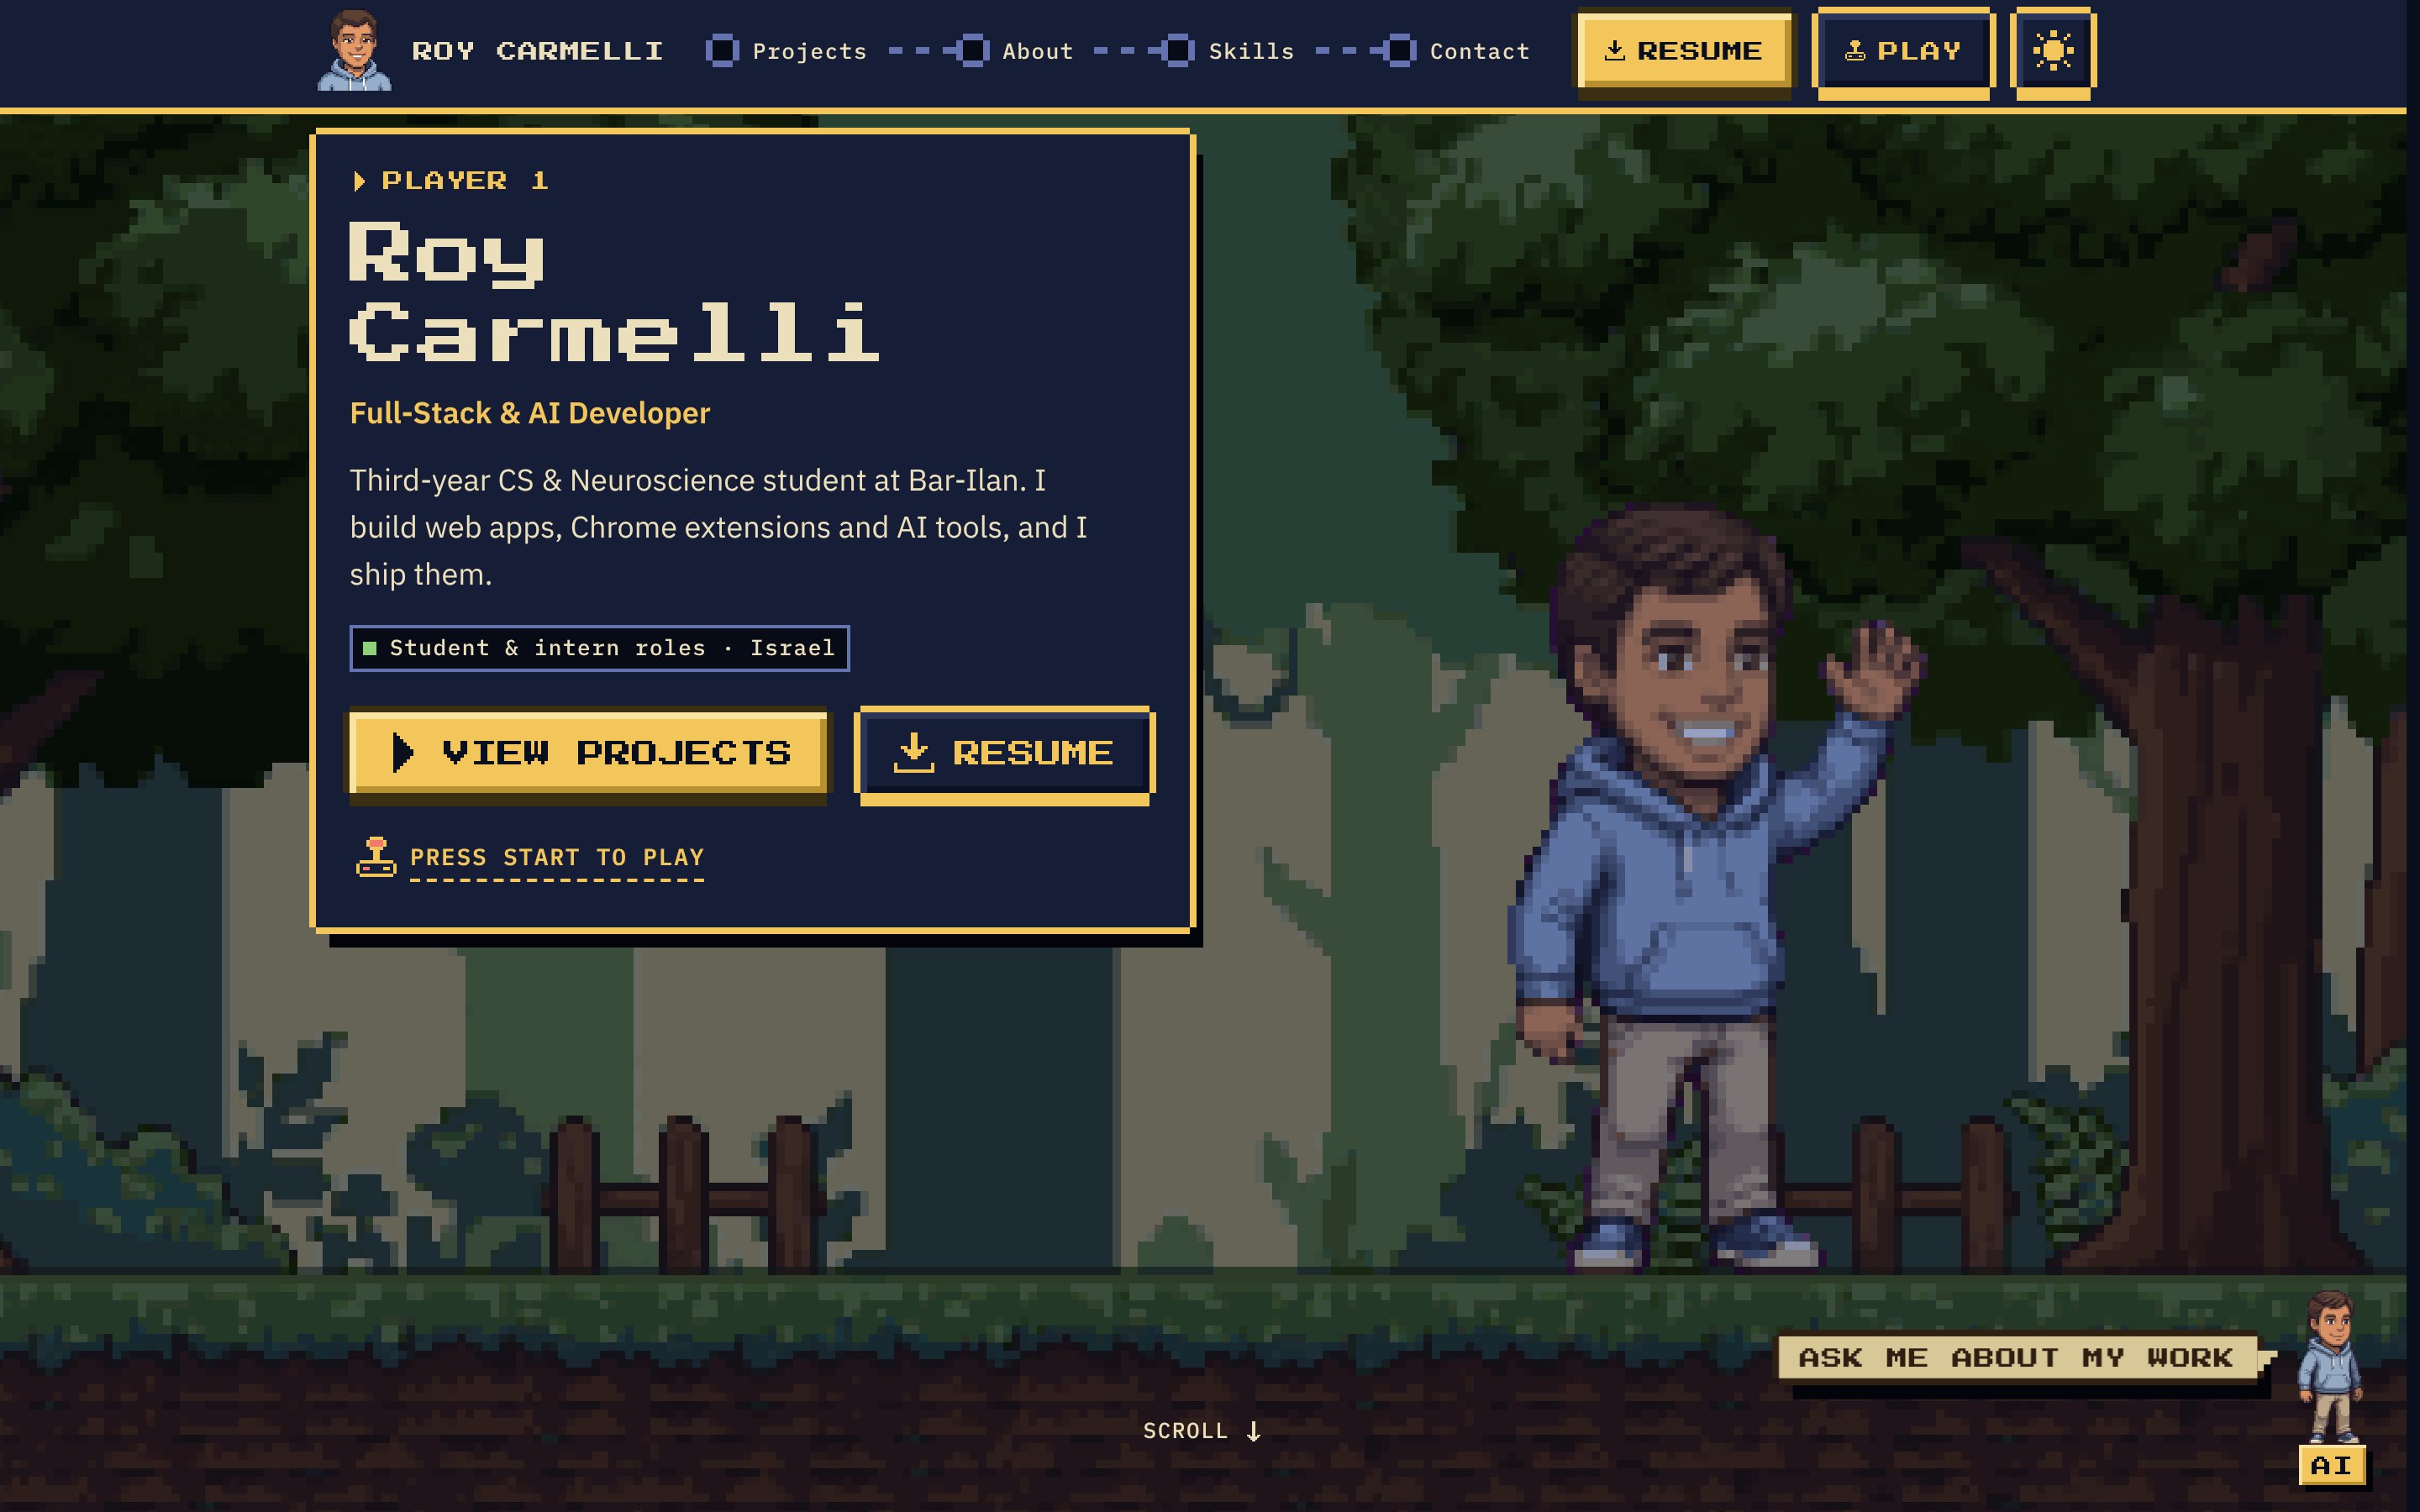 ROY CARMELLI
Projects
About
Skills
Contact
RESUME
PLAY
PLAYER 1
Roy
Carmelli
Full-Stack & AI Developer
Third-year CS & Neuroscience student at Bar-Ilan. I
build web apps, Chrome extensions and AI tools, and I
ship them.
Student & intern roles · Israel
VIEW PROJECTS
RESUME
PRESS START TO PLAY
ASK ME ABOUT MY WORK
SCROLL ↓
AI